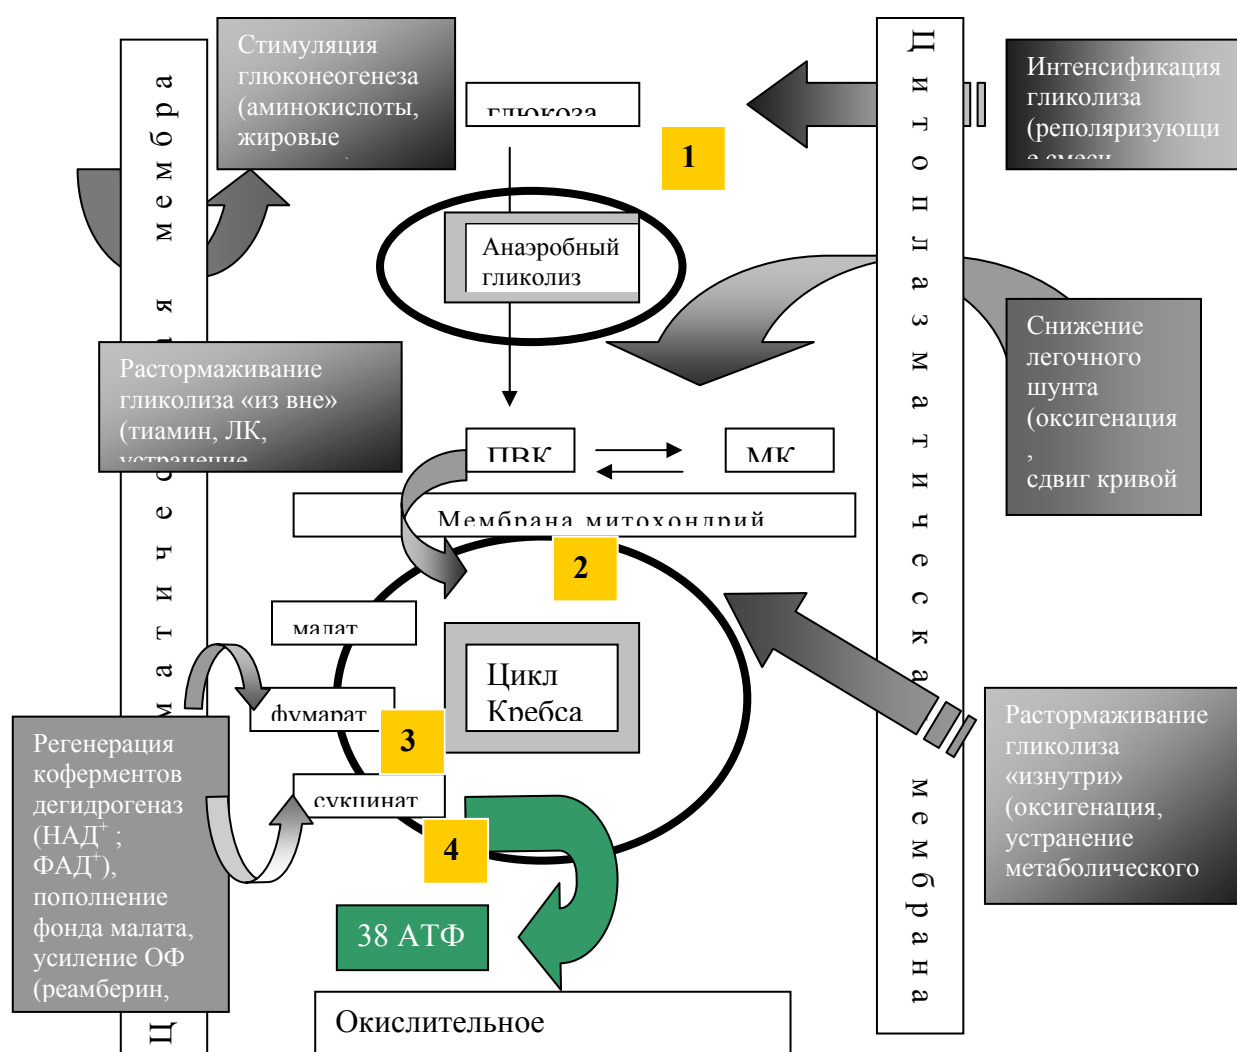 Стимуляция
глюконеогенеза
(аминокислоты,
жировые
Цитоплазматическая мембрана
Интенсификация
гликолиза
(реполяризующи
е смеси
глюкоза
1
Анаэробный
гликолиз
Снижение
легочного
шунта
(оксигенация
,
сдвиг кривой
Растормаживание
гликолиза «из вне»
(тиамин, ЛК,
устранение
ПВК
МК
Мембрана митохондрий
2
малат
Цикл
Кребса
фумарат
3
сукцинат
4
Регенерация
коферментов
дегидрогеназ
(НАД⁺ ;
ФАД⁺),
пополнение
фонда малата,
усиление ОФ
(реамберин,
Растормаживание
гликолиза
«изнутри»
(оксигенация,
устранение
метаболического
38 АТФ
Окислительное